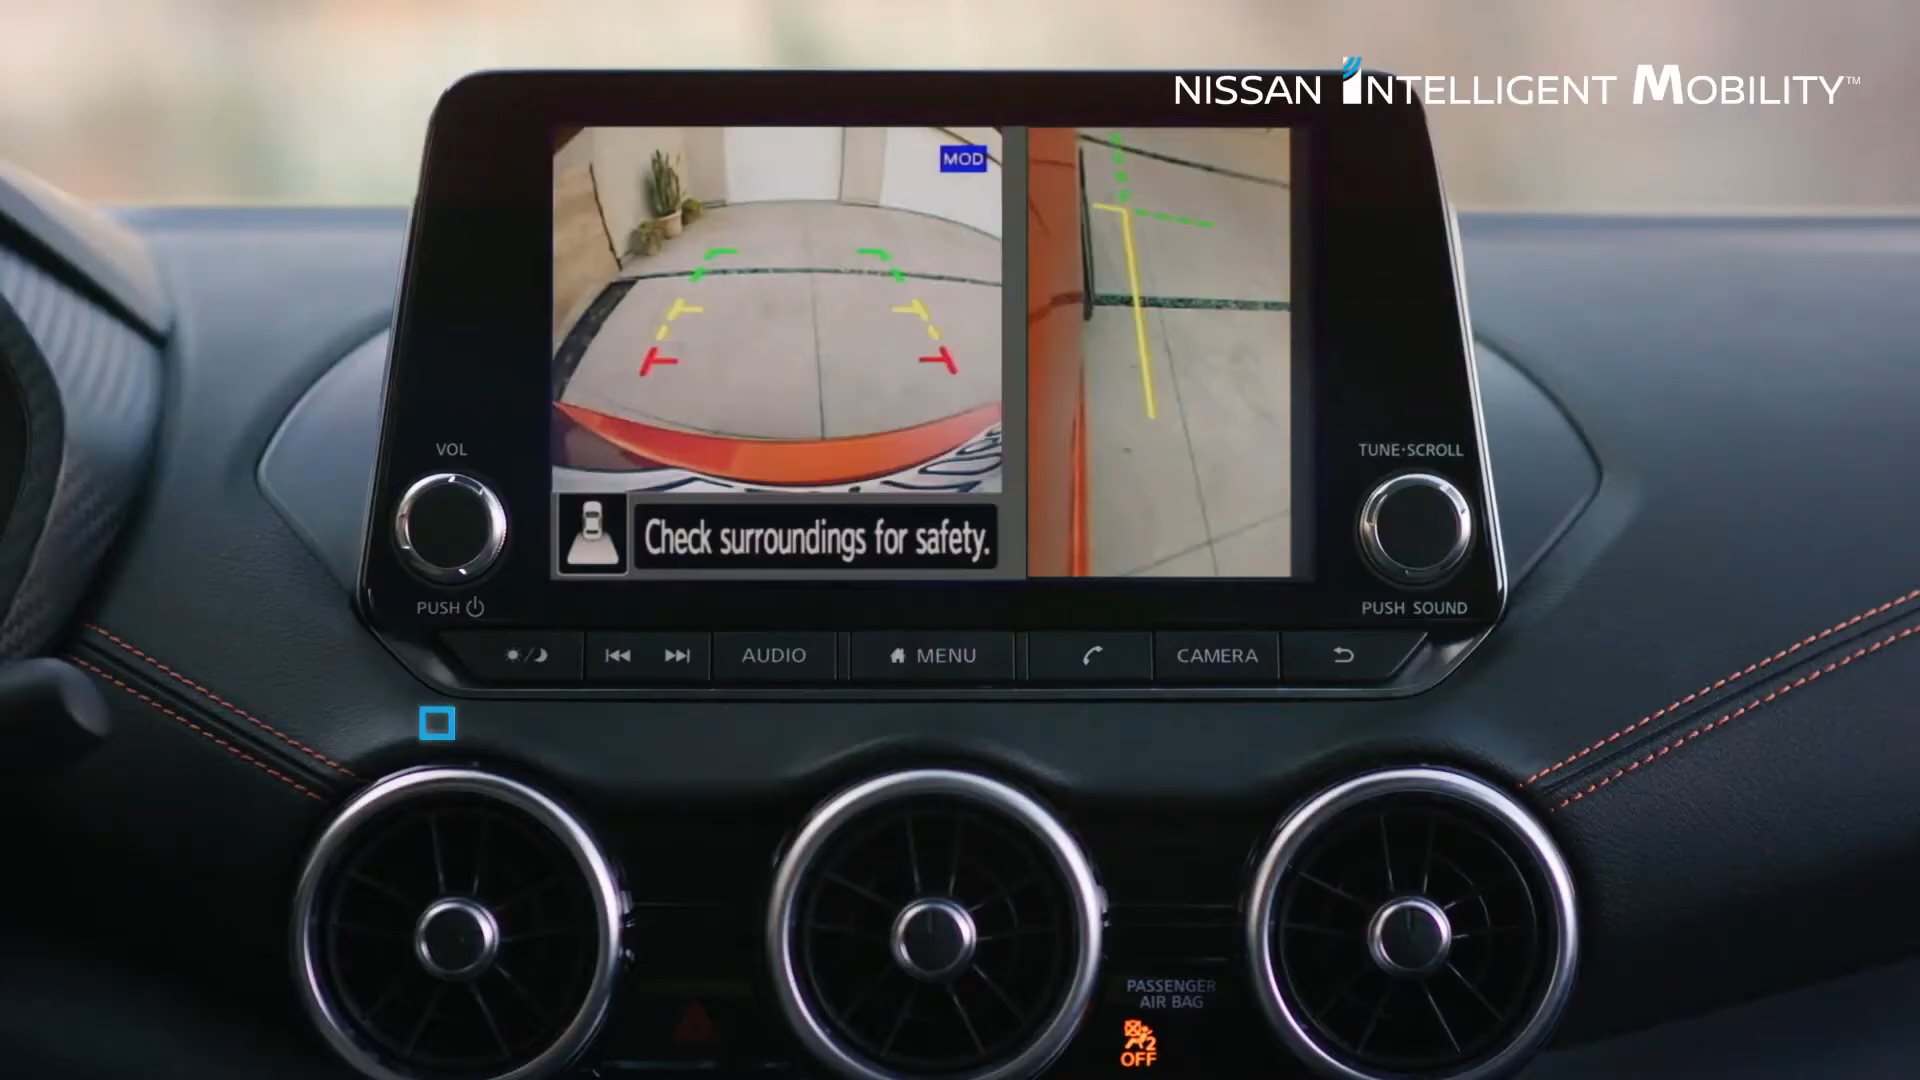 NISSAN INTELLIGENT MOBILITY™
MOD
VOL
TUNE·SCROLL
Check surroundings for safety.
PUSH
PUSH SOUND
AUDIO
MENU
CAMERA
PASSENGER
AIR BAG
2
OFF